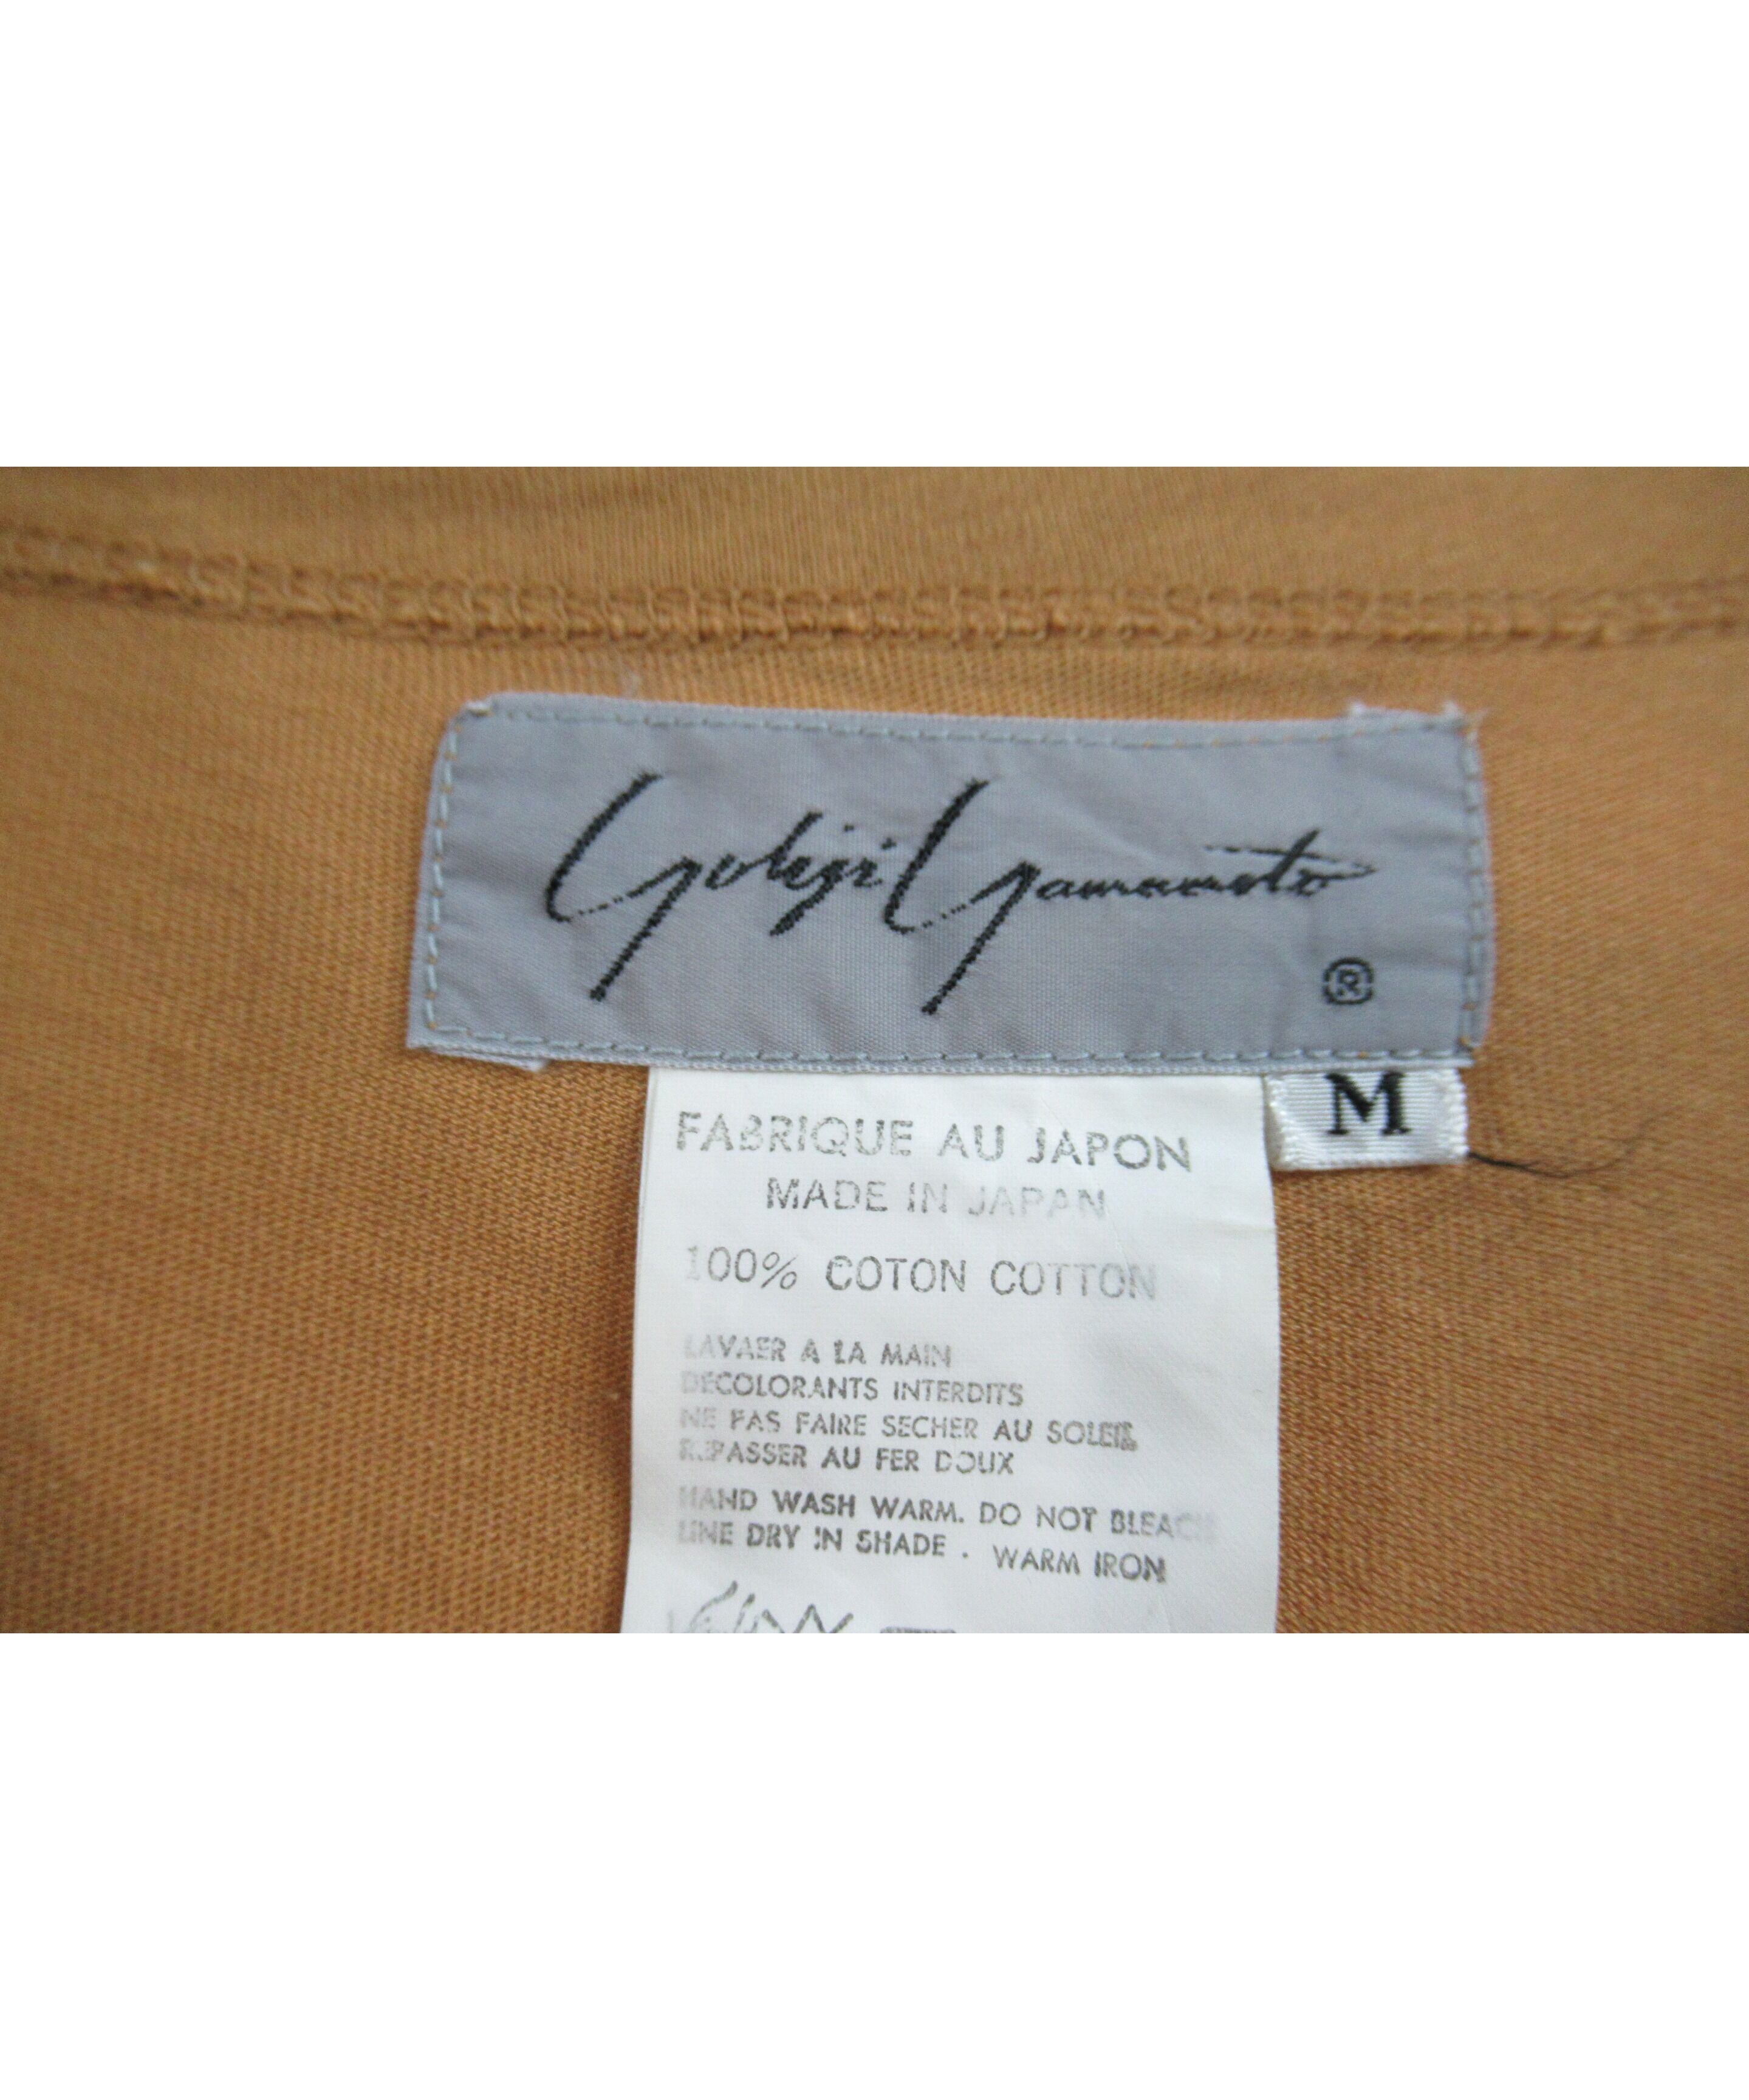 Yohji Yamamoto
®
M
FABRIQUE AU JAPON
MADE IN JAPAN
100% COTON COTTON
LAVAER A LA MAIN
DECOLORANTS INTERDITS
NE PAS FAIRE SECHER AU SOLEIL
REPASSER AU FER DOUX
HAND WASH WARM. DO NOT BLEACH
LINE DRY IN SHADE . WARM IRON